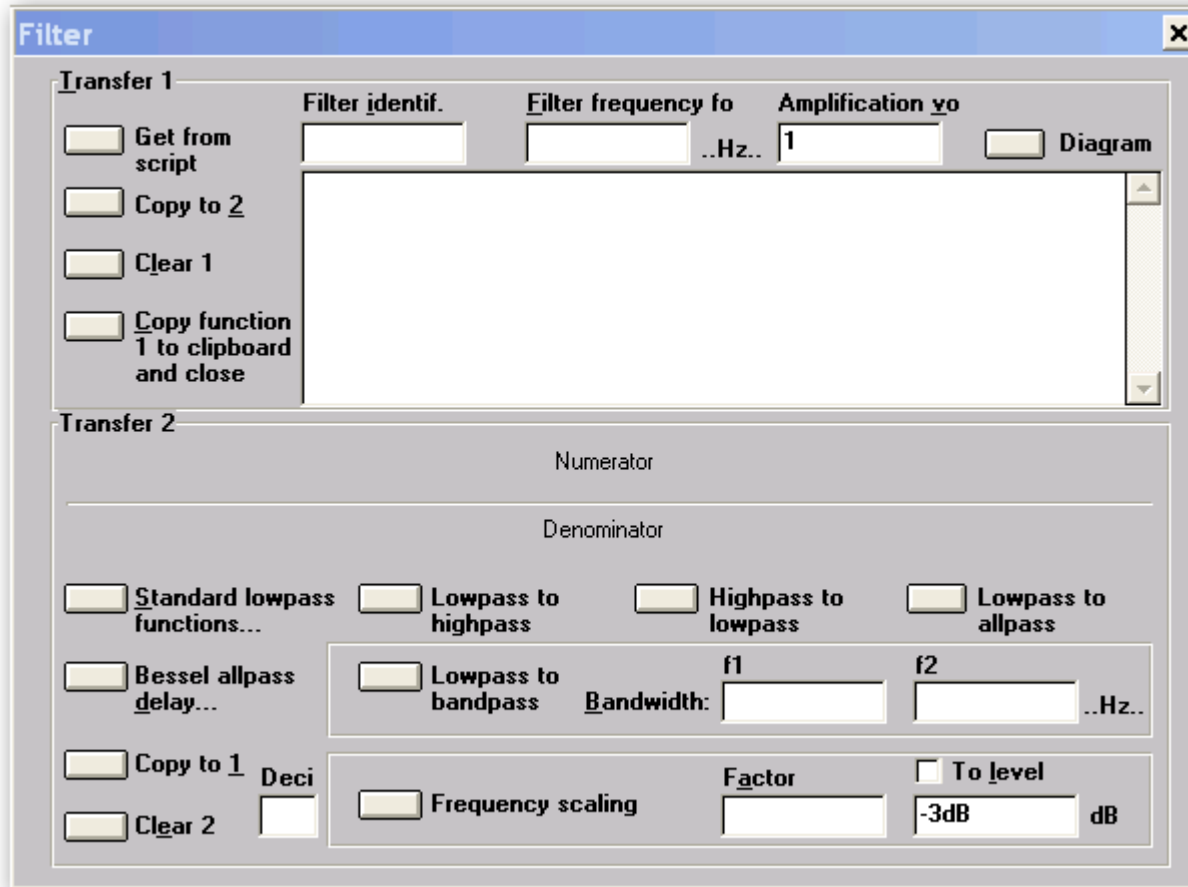 Filter
Transfer 1
Filter identif. Filter frequency fo Amplification vo
Get from
script
..Hz.. 1 Diagram
Copy to 2
Clear 1
Copy function
1 to clipboard
and close
Transfer 2
Numerator
Denominator
Standard lowpass
functions...
Lowpass to
highpass
Highpass to
lowpass
Lowpass to
allpass
Bessel allpass
delay...
Lowpass to
bandpass
Bandwidth:
f1
f2
..Hz..
Copy to 1
Clear 2
Deci
Frequency scaling
Factor
To level
-3dB dB